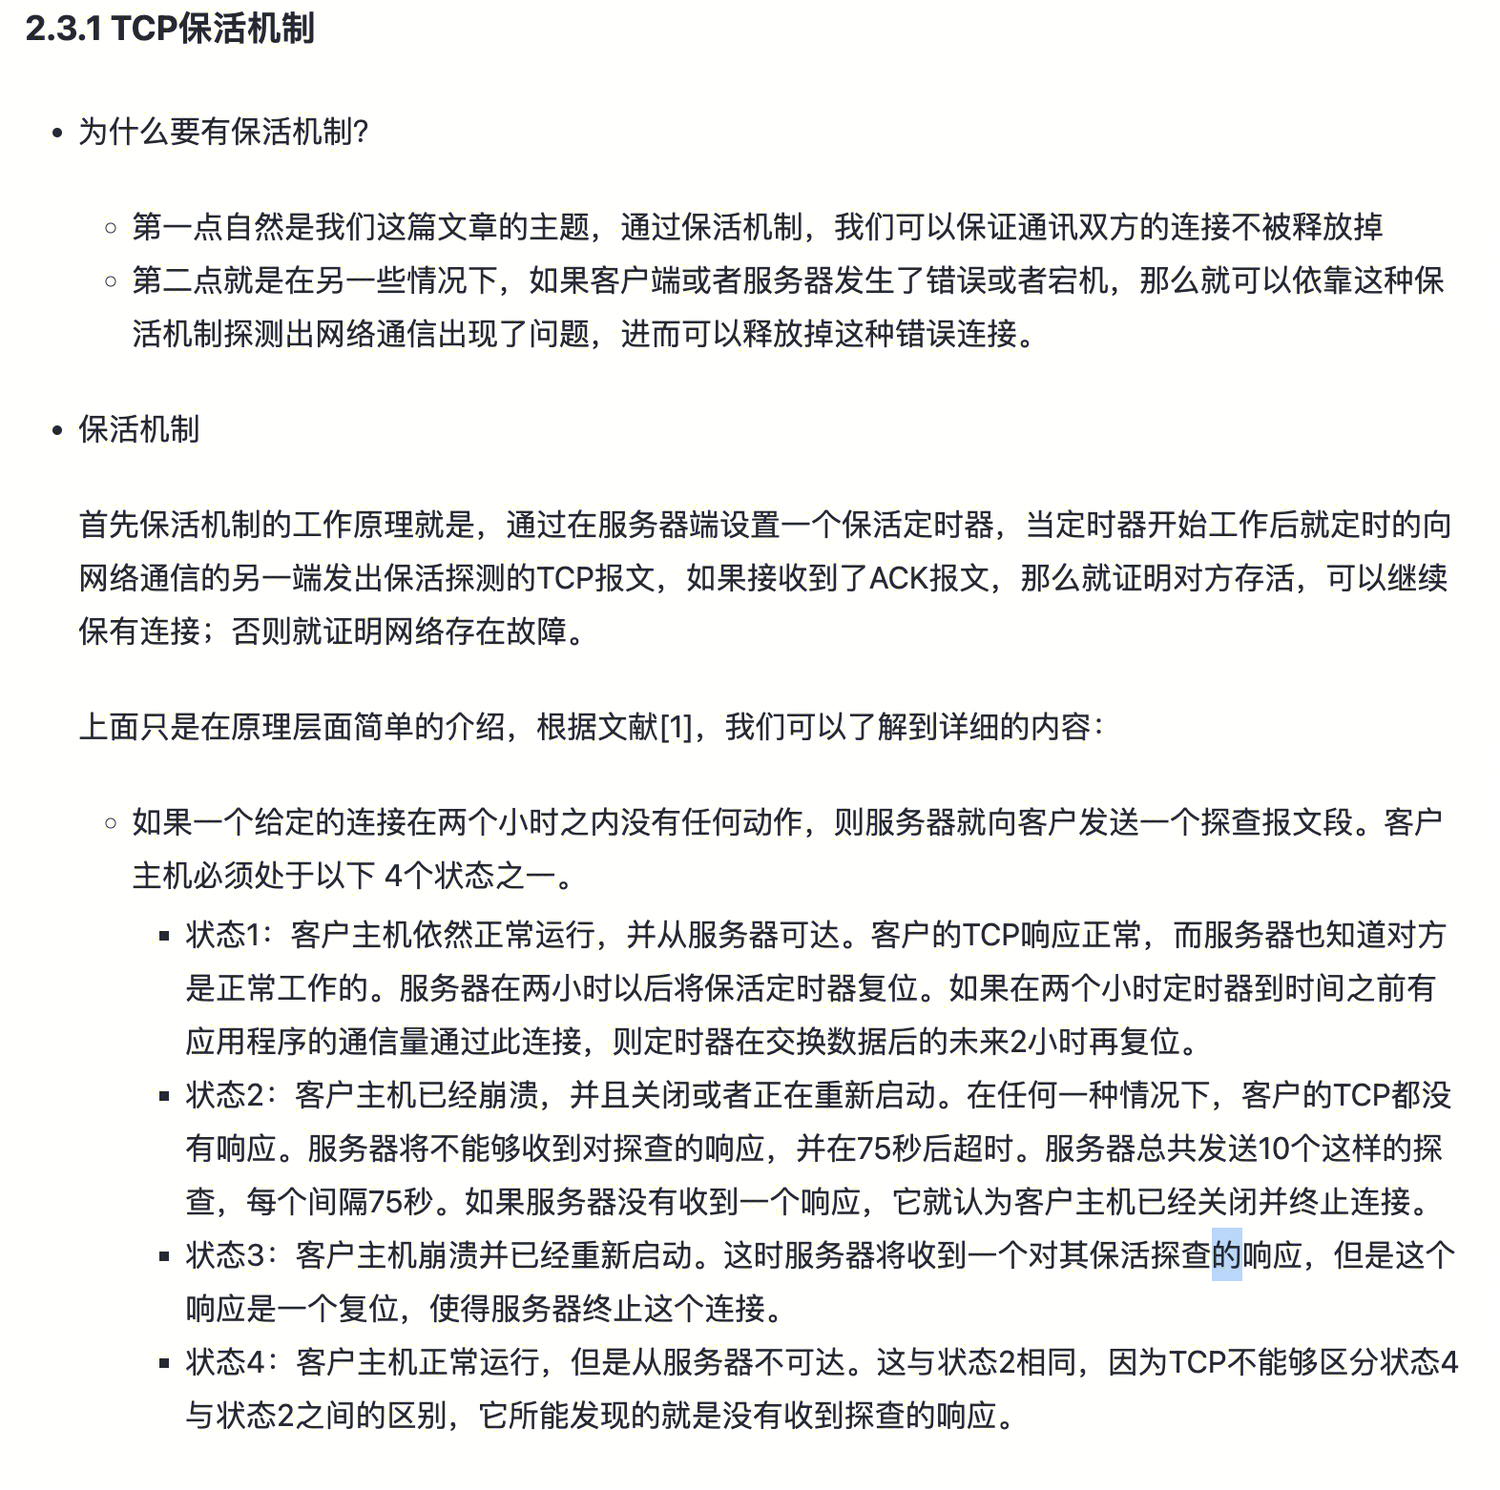 2.3.1 TCP保活机制
为什么要有保活机制?
第一点自然是我们这篇文章的主题，通过保活机制，我们可以保证通讯双方的连接不被释放掉
第二点就是在另一些情况下，如果客户端或者服务器发生了错误或者宕机，那么就可以依靠这种保
活机制探测出网络通信出现了问题，进而可以释放掉这种错误连接。
保活机制
首先保活机制的工作原理就是，通过在服务器端设置一个保活定时器，当定时器开始工作后就定时的向
网络通信的另一端发出保活探测的TCP报文，如果接收到了ACK报文，那么就证明对方存活，可以继续
保有连接；否则就证明网络存在故障。
上面只是在原理层面简单的介绍，根据文献[1]，我们可以了解到详细的内容：
如果一个给定的连接在两个小时之内没有任何动作，则服务器就向客户发送一个探查报文段。客户
主机必须处于以下 4个状态之一。
状态1：客户主机依然正常运行，并从服务器可达。客户的TCP响应正常，而服务器也知道对方
是正常工作的。服务器在两小时以后将保活定时器复位。如果在两个小时定时器到时间之前有
应用程序的通信量通过此连接，则定时器在交换数据后的未来2小时再复位。
状态2：客户主机已经崩溃，并且关闭或者正在重新启动。在任何一种情况下，客户的TCP都没
有响应。服务器将不能够收到对探查的响应，并在75秒后超时。服务器总共发送10个这样的探
查，每个间隔75秒。如果服务器没有收到一个响应，它就认为客户主机已经关闭并终止连接。
状态3：客户主机崩溃并已经重新启动。这时服务器将收到一个对其保活探查的响应，但是这个
响应是一个复位，使得服务器终止这个连接。
状态4：客户主机正常运行，但是从服务器不可达。这与状态2相同，因为TCP不能够区分状态4
与状态2之间的区别，它所能发现的就是没有收到探查的响应。